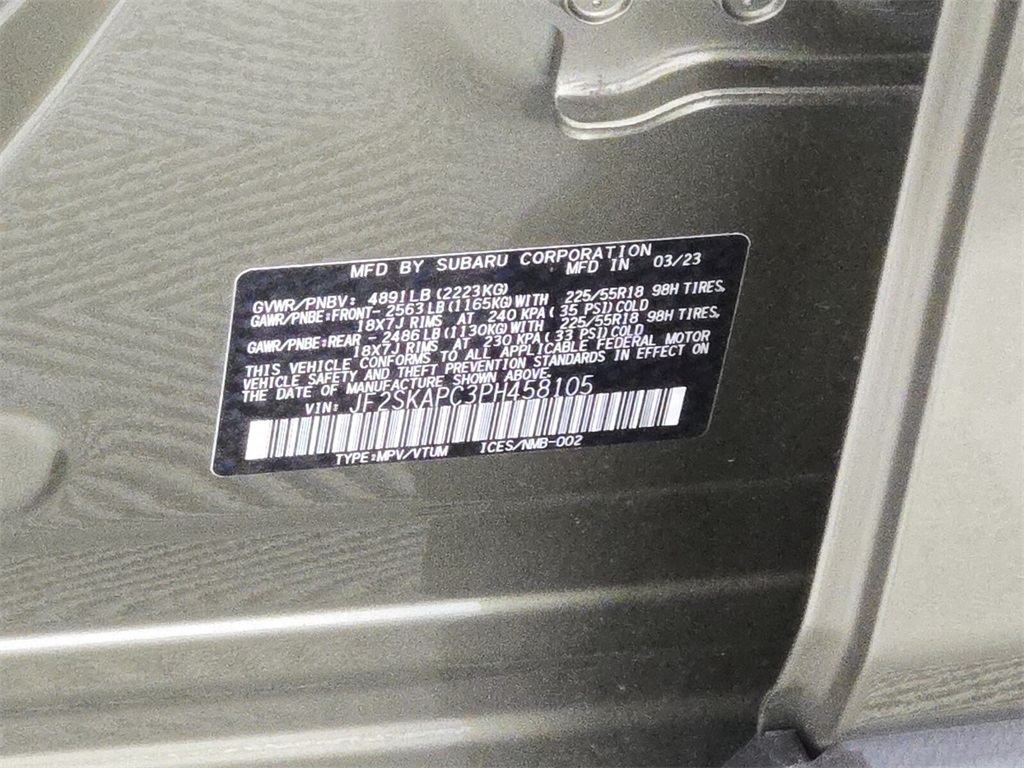 MFD BY SUBARU CORPORATION
MFD IN 03/23
GVWR/PNBV: 4891LB(2223KG)
GAWR/PNBE:FRONT- 2563LB(1165KG)WITH 225/55R18 98H TIRES,
18X7J RIMS AT 240 KPA( 35 PSI)COLD
GAWR/PNBE:REAR - 2486LB(1130KG)WITH 225/55R18 98H TIRES,
18X7J RIMS AT 230 KPA( 33 PSI)COLD
THIS VEHICLE CONFORMS TO ALL APPLICABLE FEDERAL MOTOR
VEHICLE SAFETY AND THEFT PREVENTION STANDARDS IN EFFECT ON
THE DATE OF MANUFACTURE SHOWN ABOVE.
VIN: JF2SKAPC3PH458105
TYPE:MPV/VTUM ICES/NMB-002